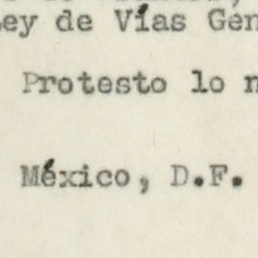 ey de Vías Gen
Protesto lo
México, D.F.